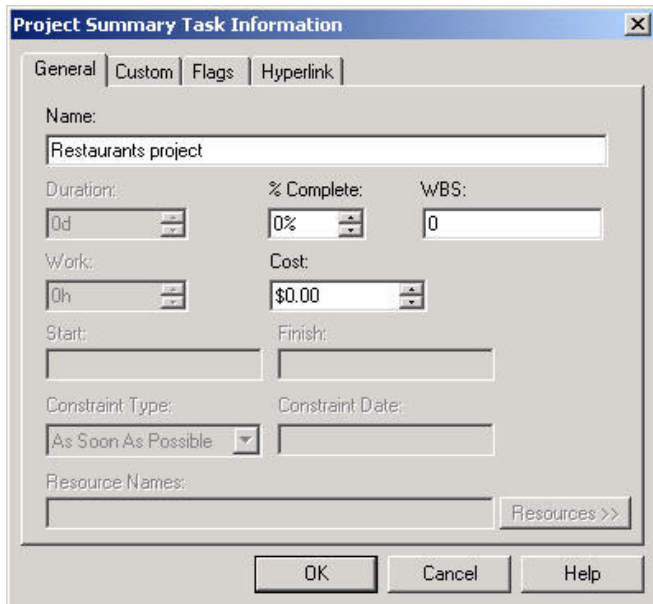 Project Summary Task Information
General Custom Flags Hyperlink
Name:
Restaurants project
Duration: % Complete: WBS:
0d 0% 0
Work: Cost:
0h $0.00
Start: Finish:
Constraint Type: Constraint Date:
As Soon As Possible
Resource Names:
Resources >>
OK Cancel Help